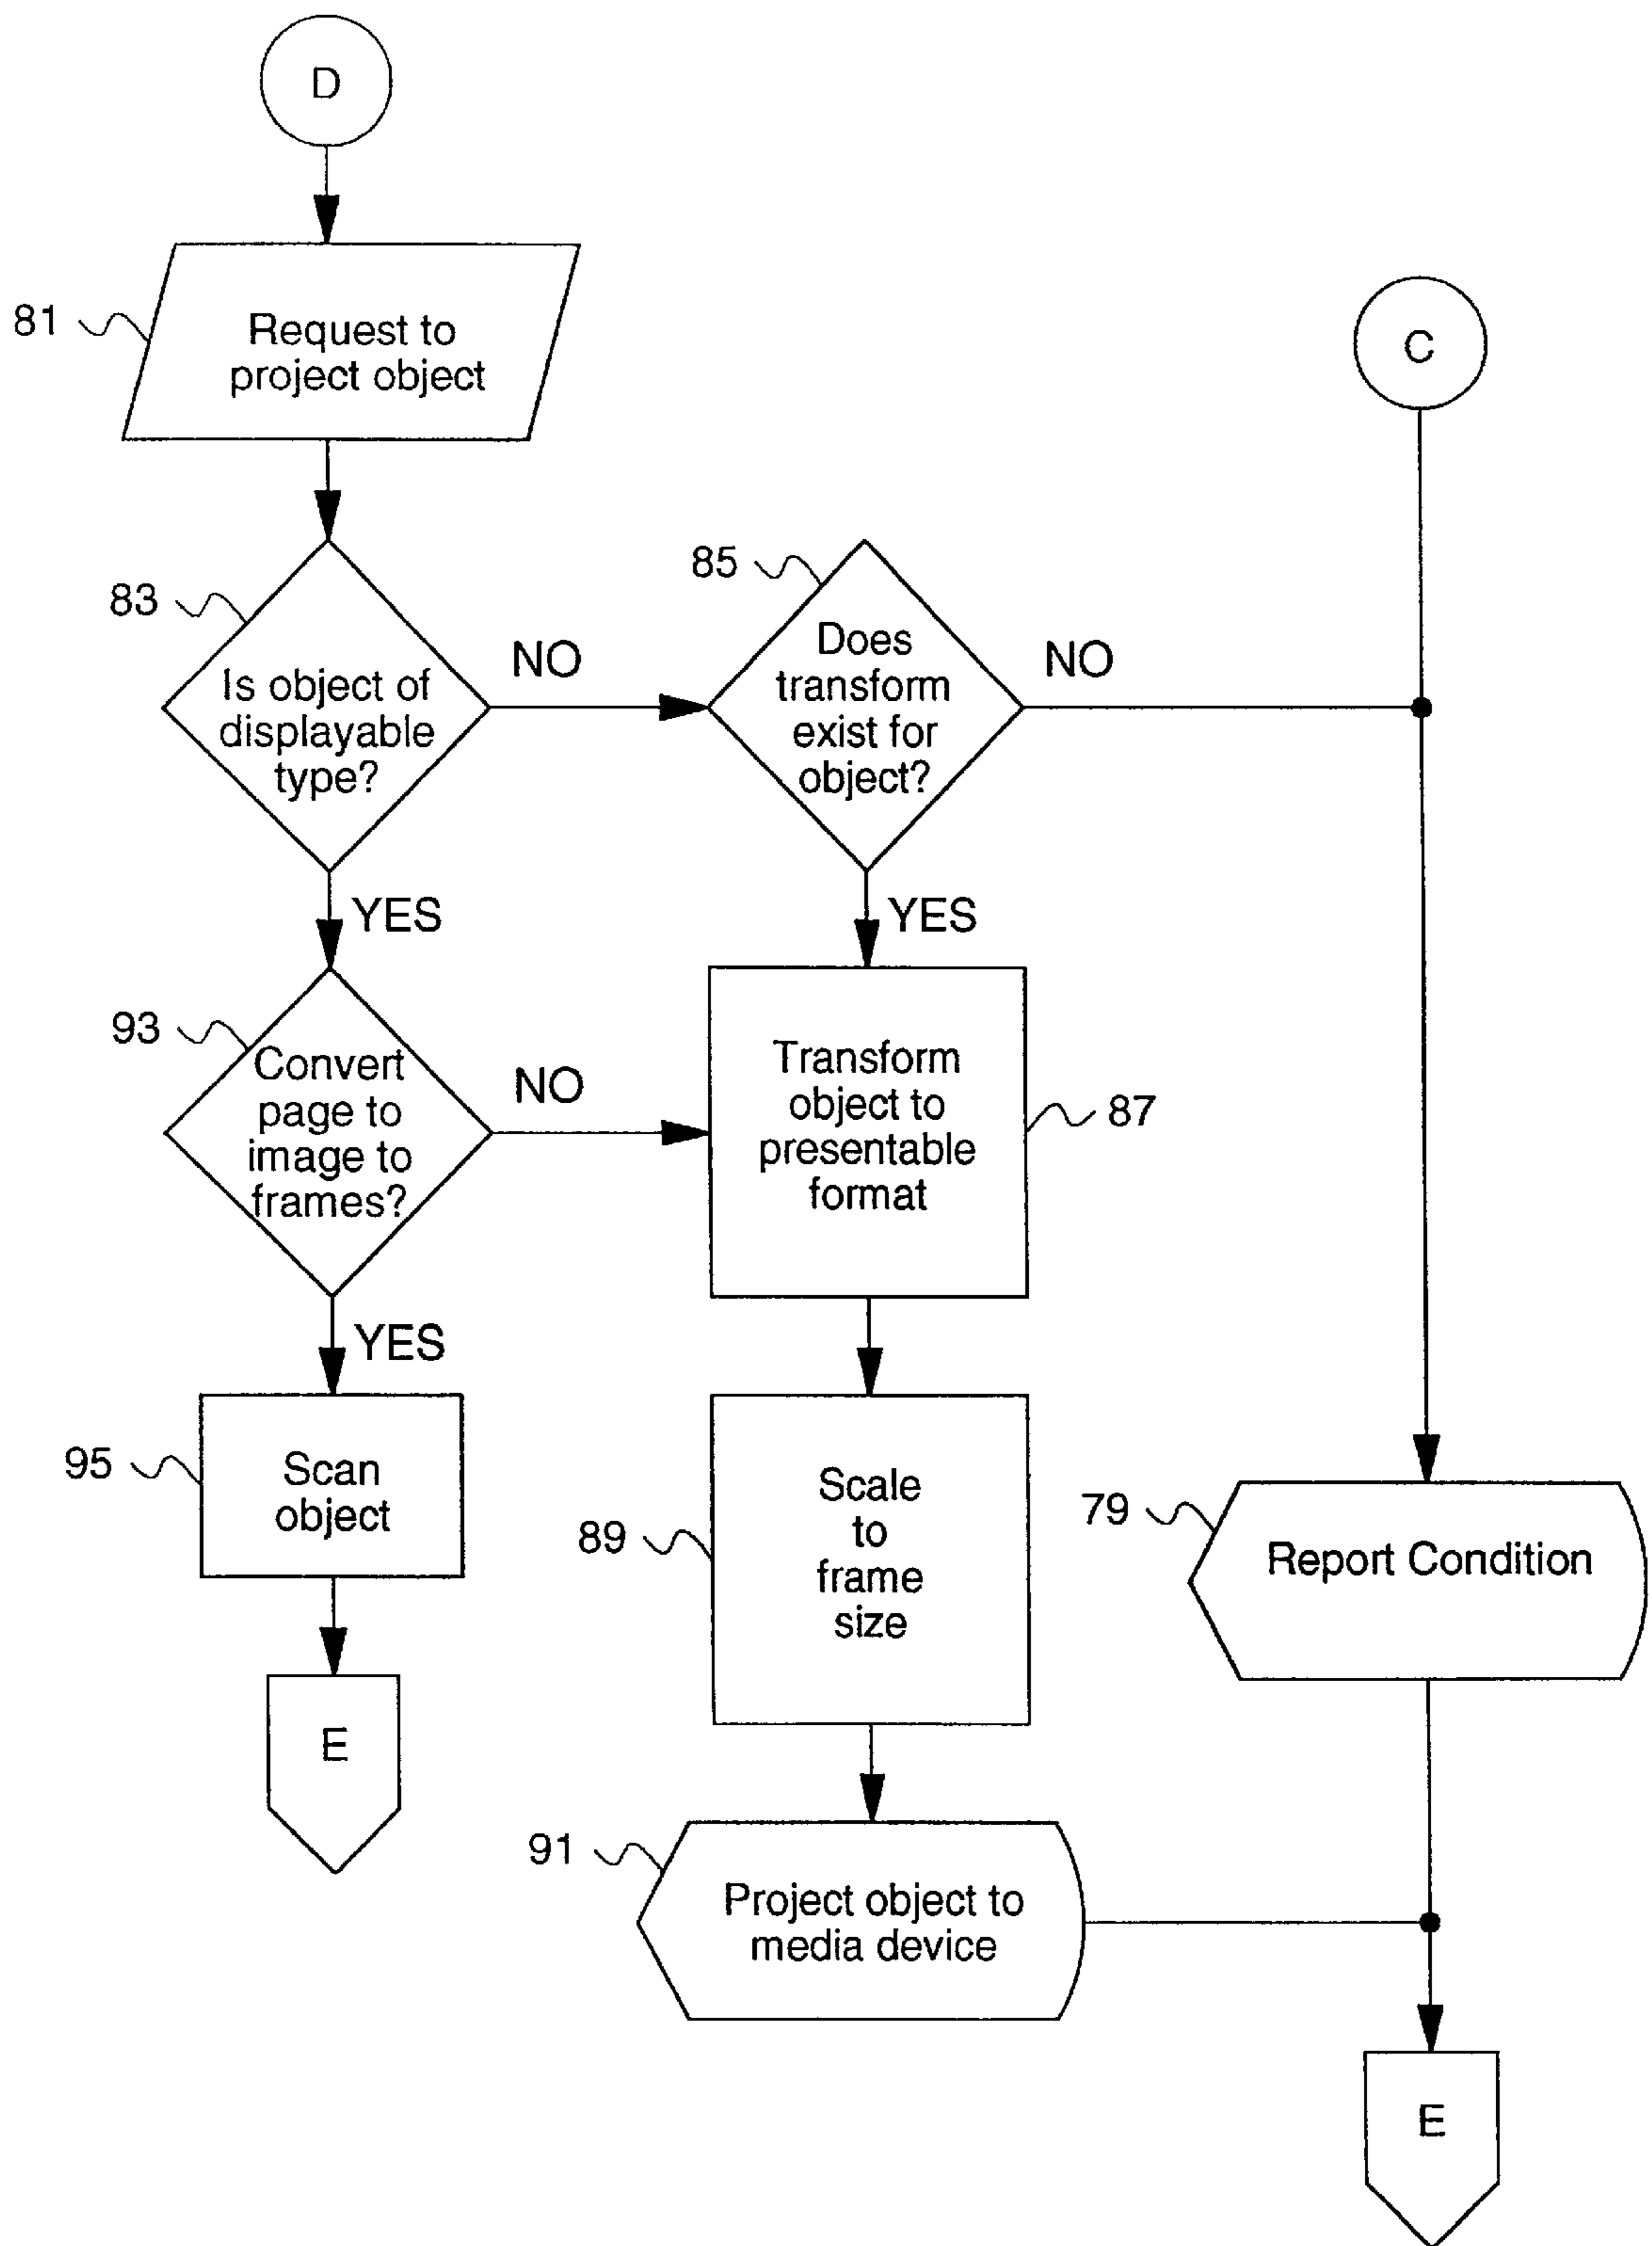 D
81
Request to
project object
C
83
Is object of
displayable
type?
NO
85
Does
transform
exist for
object?
NO
YES
YES
93
Convert
page to
image to
frames?
NO
Transform
object to
presentable
format
87
YES
95
Scan
object
89
Scale
to
frame
size
79
Report Condition
E
91
Project object to
media device
E